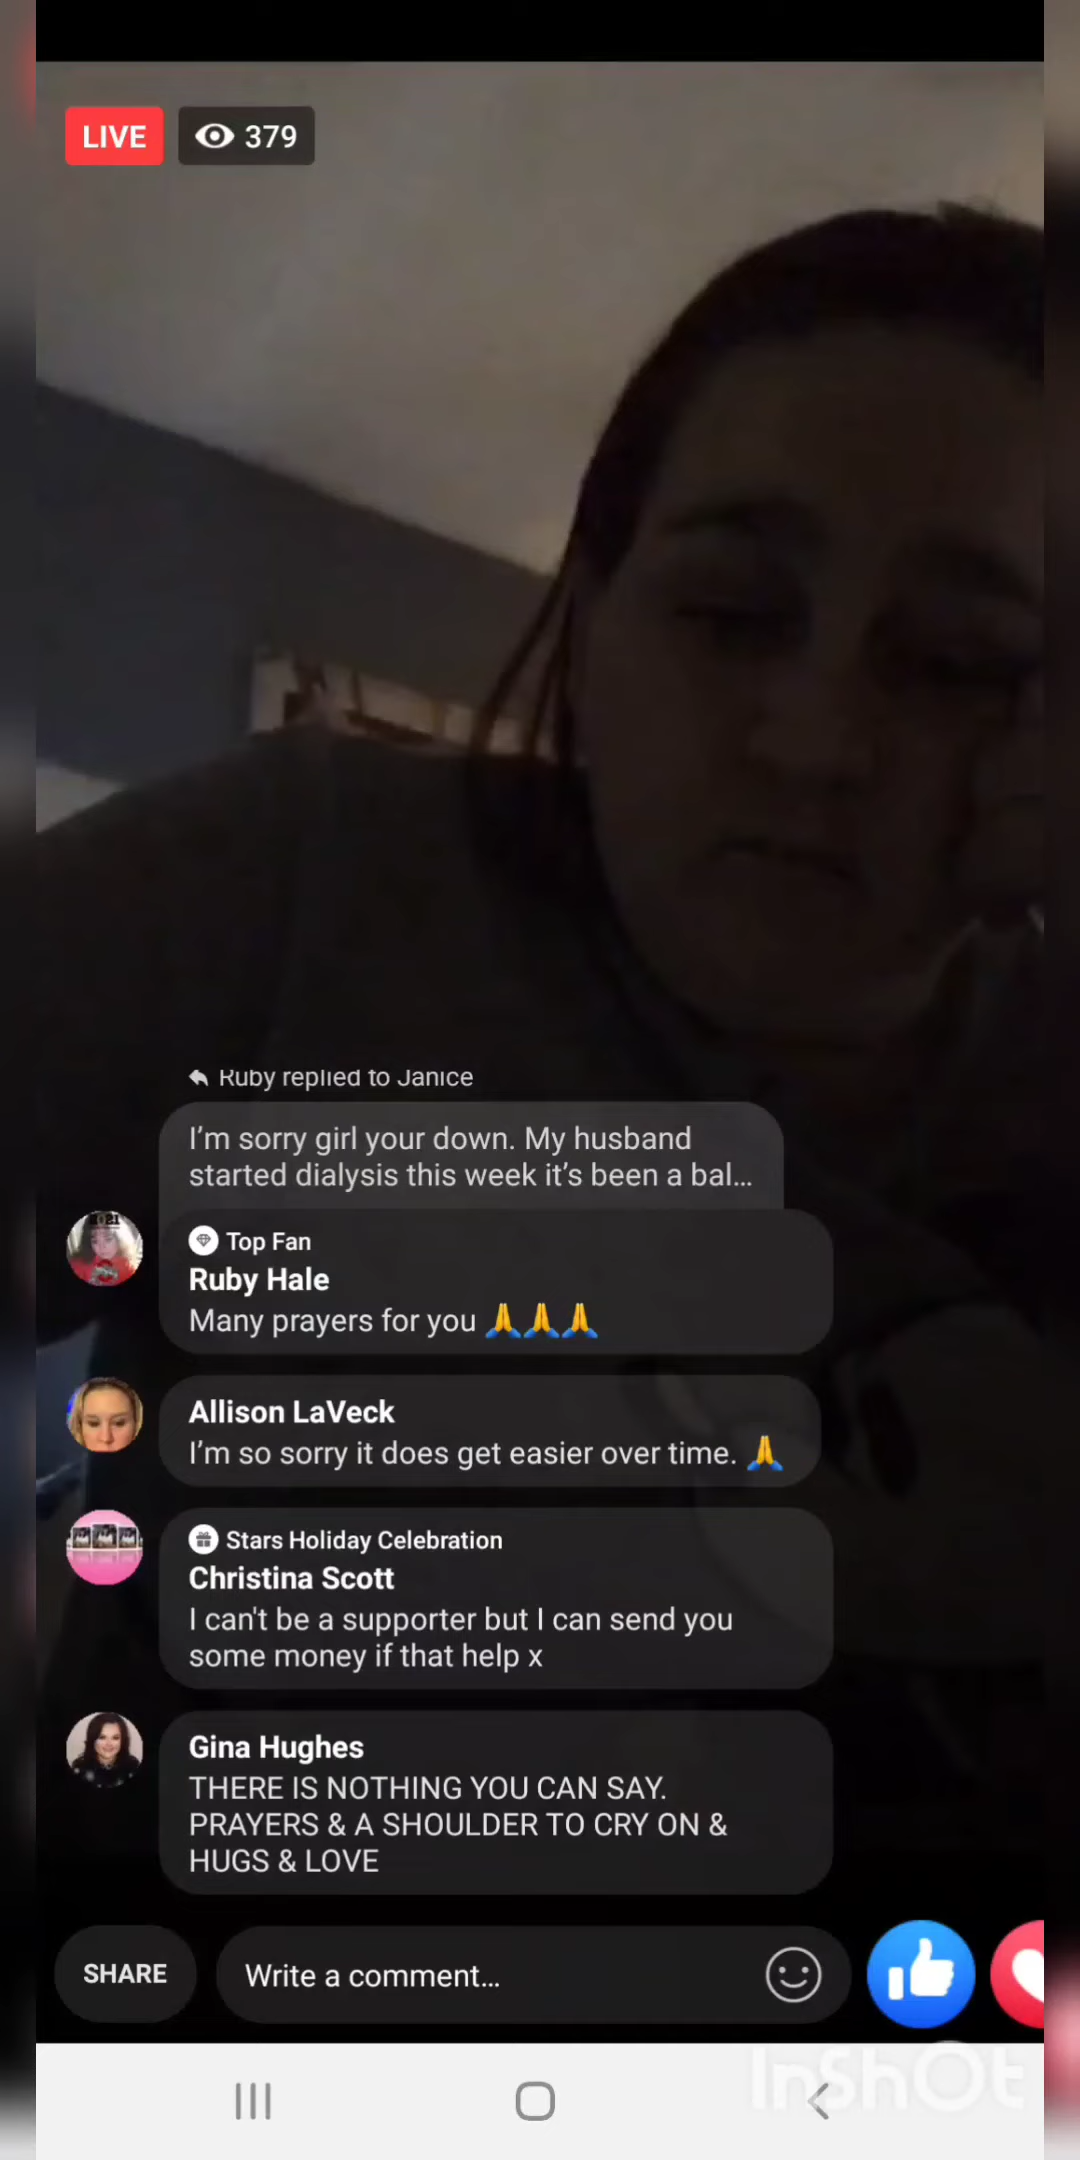 LIVE
379
Ruby replied to Janice
I'm sorry girl your down. My husband
started dialysis this week it's been a bal...
2021
Top Fan
Ruby Hale
Many prayers for you 🙏🙏🙏
Allison LaVeck
I'm so sorry it does get easier over time. 🙏
Stars Holiday Celebration
Christina Scott
I can't be a supporter but I can send you
some money if that help x
Gina Hughes
THERE IS NOTHING YOU CAN SAY.
PRAYERS & A SHOULDER TO CRY ON &
HUGS & LOVE
SHARE
Write a comment...
InShOt